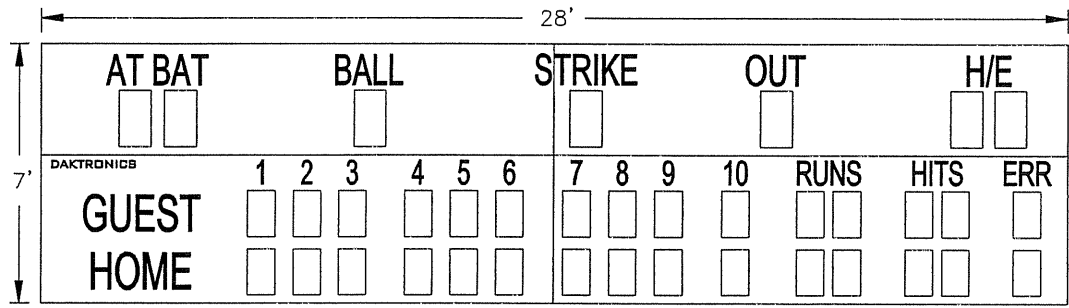 28'
AT BAT BALL STRIKE OUT H/E
7'
DAKTRONICS
1 2 3 4 5 6 7 8 9 10 RUNS HITS ERR
GUEST
HOME